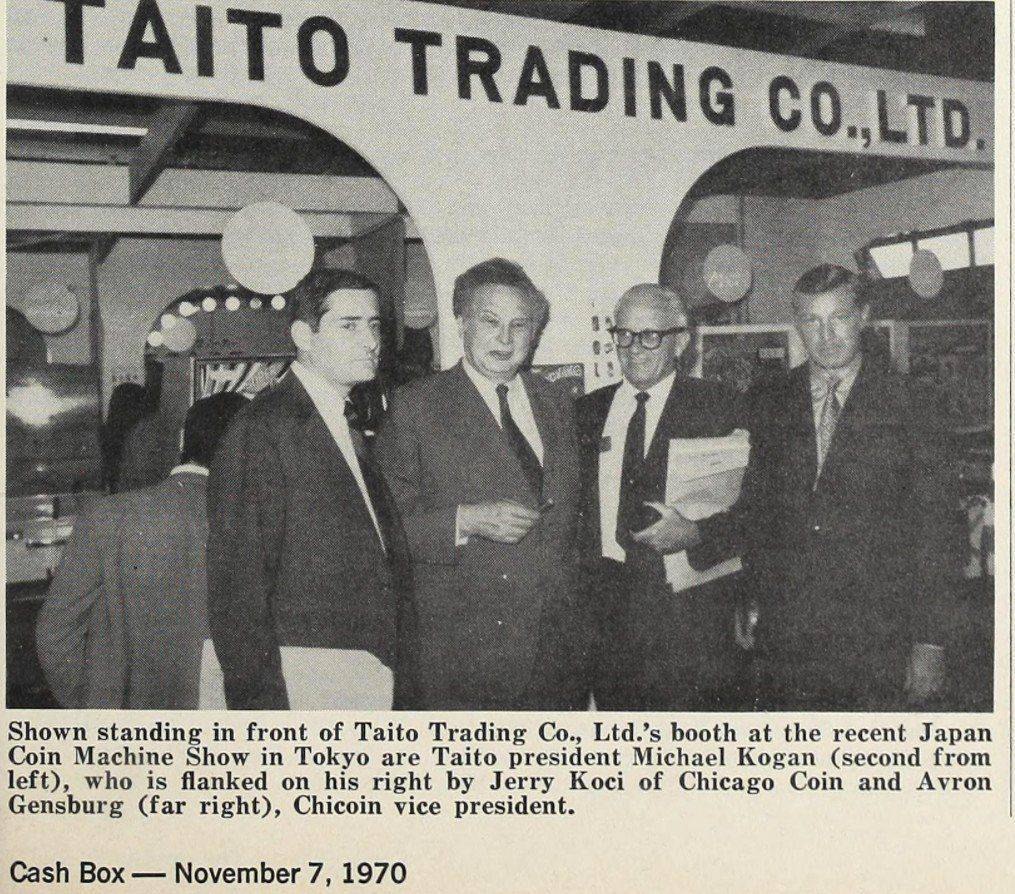 TAITO TRADING CO.,LTD.
Shown standing in front of Taito Trading Co., Ltd.'s booth at the recent Japan
Coin Machine Show in Tokyo are Taito president Michael Kogan (second from
left), who is flanked on his right by Jerry Koci of Chicago Coin and Avron
Gensburg (far right), Chicoin vice president.
Cash Box — November 7, 1970